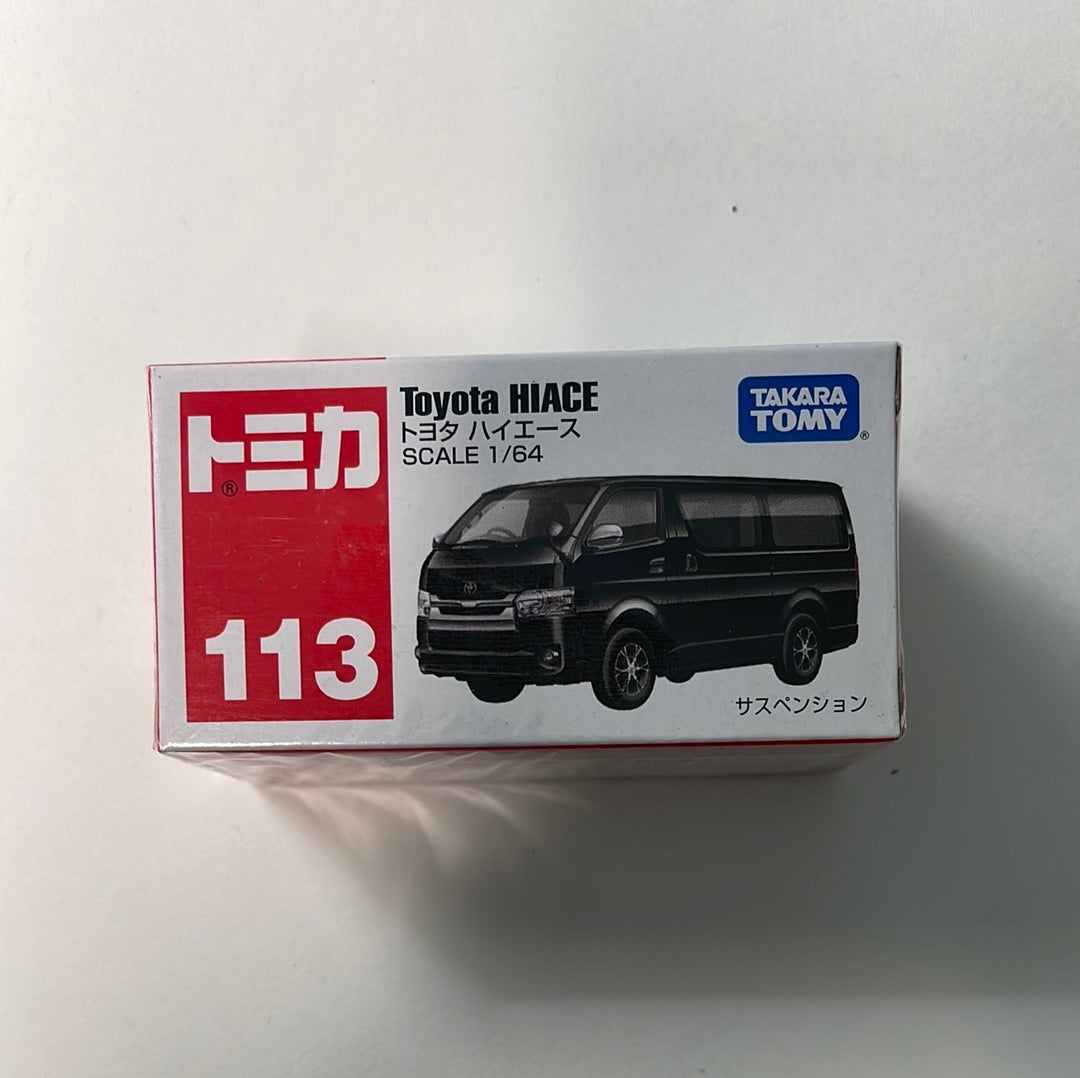 トミカ
®
113
Toyota HIACE
トヨタ ハイエース
SCALE 1/64
TAKARA
TOMY
®
サスペンション